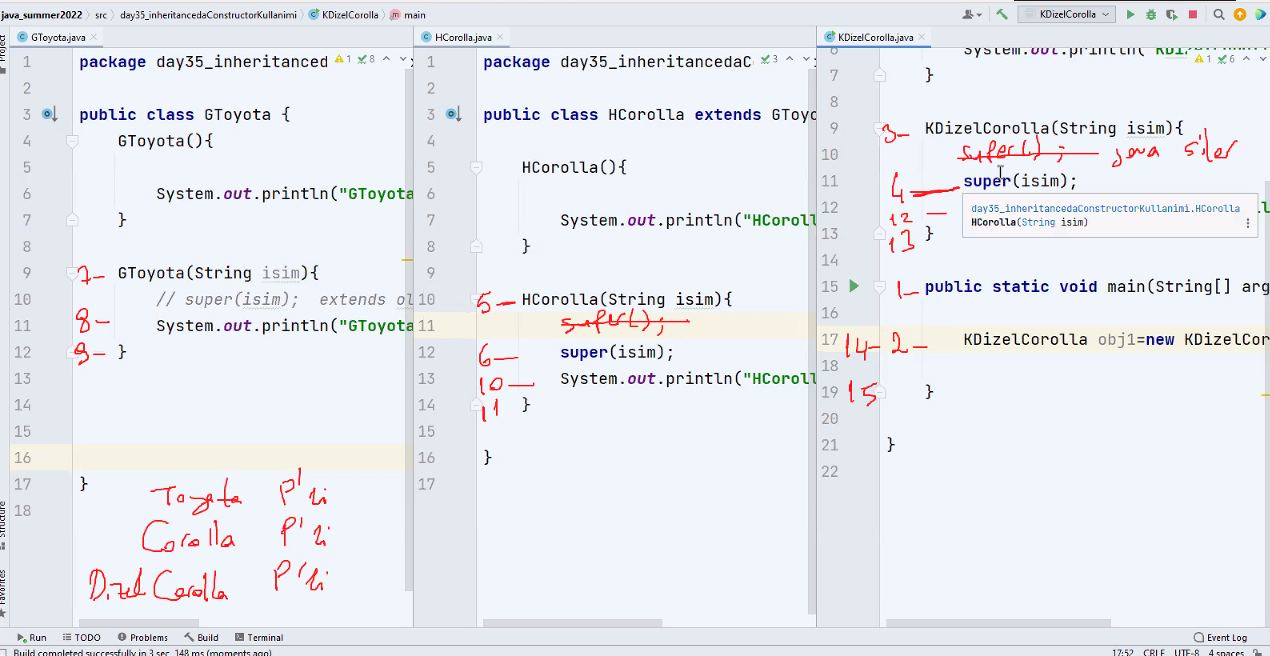 java_summer2022 › src › day35_inheritancedaConstructorKullanimi › KDizelCorolla › main
KDizelCorolla
GToyota.java
1 package day35_inheritanced
1 8
2
3 public class GToyota {
4 GToyota(){
5
6 System.out.println("GToyota
7 }
8
9 7- GToyota(String isim){
10 // super(isim); extends ol
11 8- System.out.println("GToyota
12 9- }
13
14
15
16
17 }
18
Toyota P'li
Corolla P'li
Dizel Corolla P'li
HCorolla.java
1 package day35_inheritancedaC
3
2
3 public class HCorolla extends GToyo
4
5 HCorolla(){
6
7 System.out.println("HCoroll
8 }
9
10 5- HCorolla(String isim){
11 super();
12 6- super(isim);
13 10- System.out.println("HCoroll
14 11 }
15
16 }
17
KDizelCorolla.java
6 System.out.println("KDiz
1 6
7 }
8
9 3- KDizelCorolla(String isim){
10 super(); java siler
11 4- super(isim);
12 12 -
day35_inheritancedaConstructorKullanimi.HCorolla
HCorolla(String isim)
13 13 }
14
15 1- public static void main(String[] arg
17 14- 2- KDizelCorolla obj1=new KDizelCor
18
19 15 }
20
21 }
22
Project
Structure
Favorites
Run TODO Problems Build Terminal Event Log
Build completed successfully in 3 sec, 148 ms (moments ago) 17:52 CRLF UTF-8 4 spaces